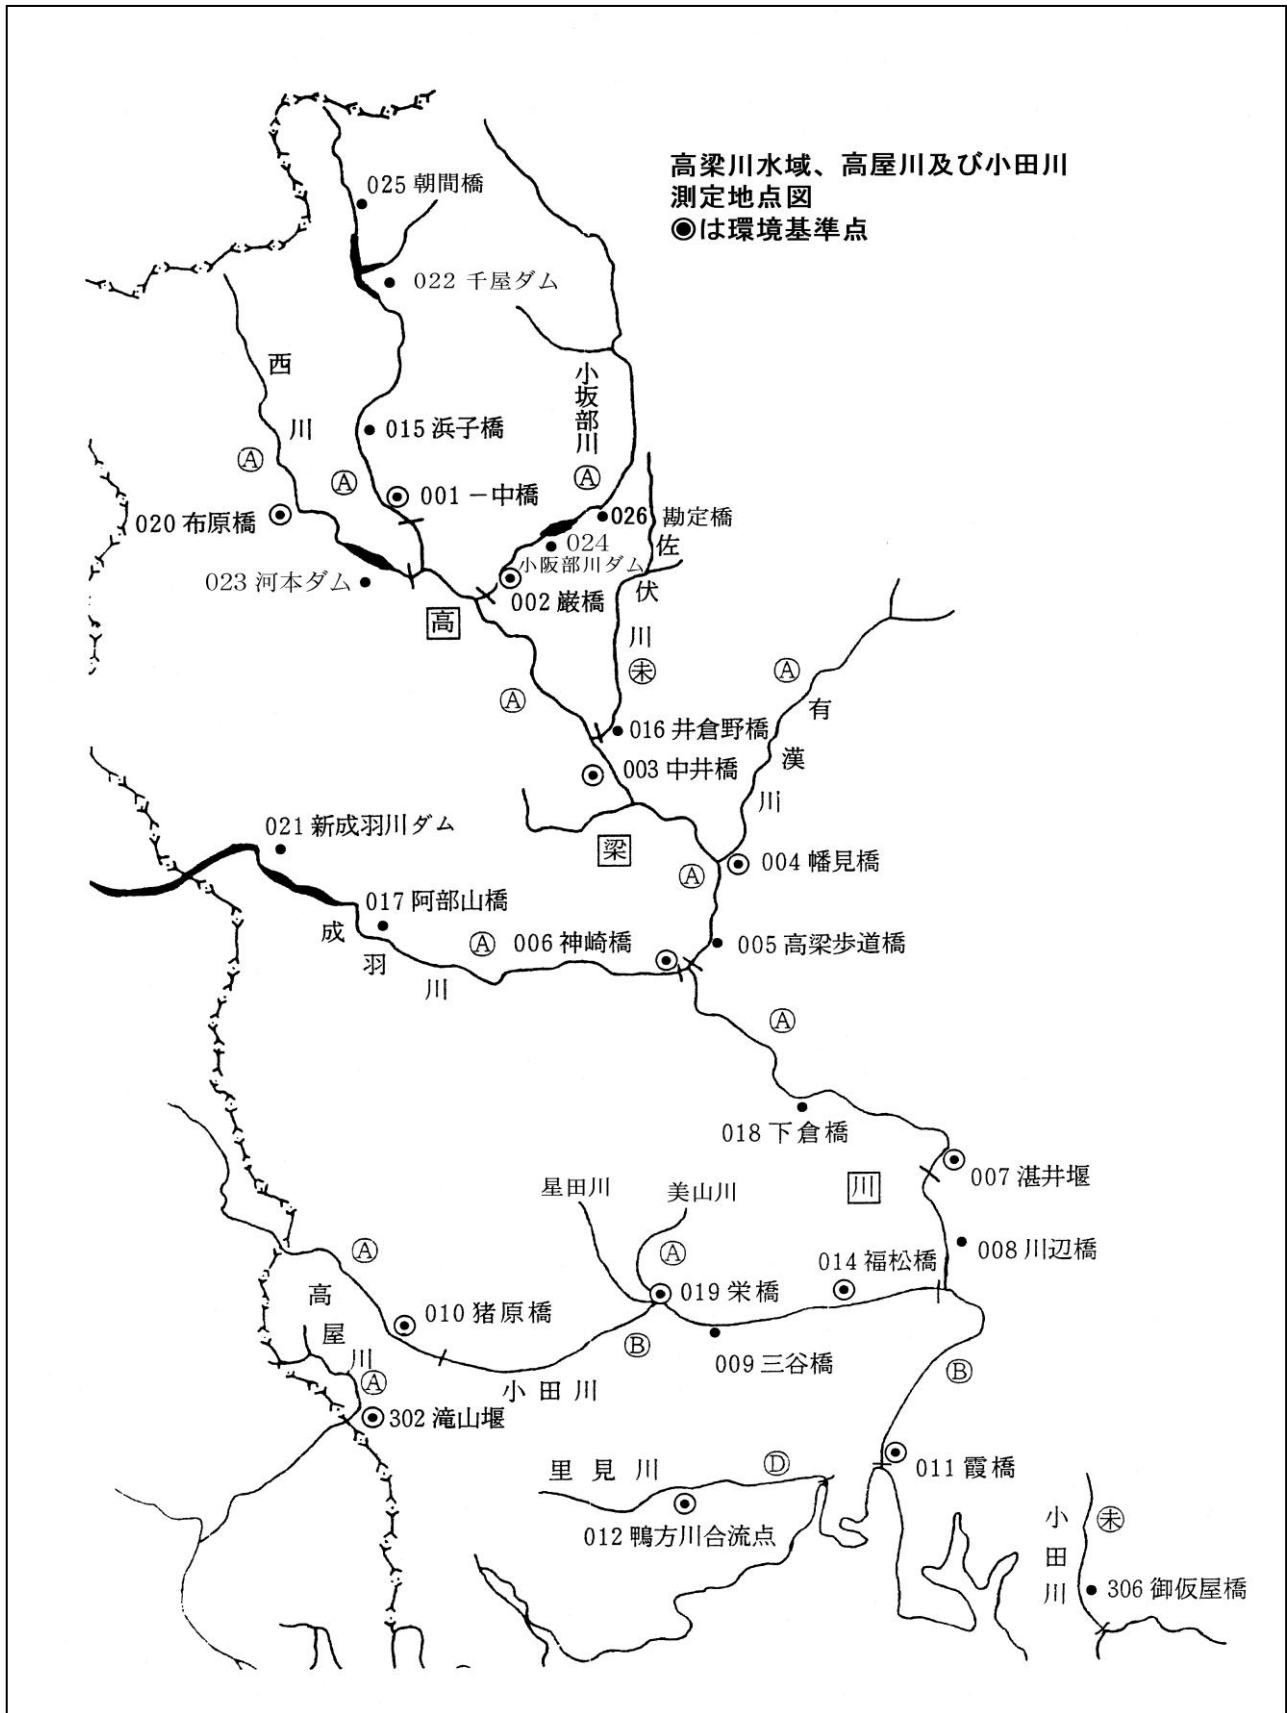 高梁川水域、高屋川及び小田川
測定地点図
◉は環境基準点
025 朝間橋
022 千屋ダム
西川
小坂部川
015 浜子橋
Ⓐ
Ⓐ
Ⓐ
001 一中橋
020 布原橋
026 勘定橋
024
小阪部川ダム
佐伏川
023 河本ダム
002 巌橋
高
Ⓐ
㊍
Ⓐ
有漢川
016 井倉野橋
003 中井橋
021 新成羽川ダム
梁
004 幡見橋
Ⓐ
017 阿部山橋
成羽川
Ⓐ
006 神崎橋
005 高梁歩道橋
Ⓐ
018 下倉橋
007 湛井堰
星田川
美山川
川
Ⓐ
Ⓐ
008 川辺橋
014 福松橋
019 栄橋
010 猪原橋
高屋川
Ⓐ
Ⓑ
009 三谷橋
Ⓑ
小田川
302 滝山堰
里見川
Ⓓ
011 霞橋
012 鴨方川合流点
小田川
未
306 御仮屋橋